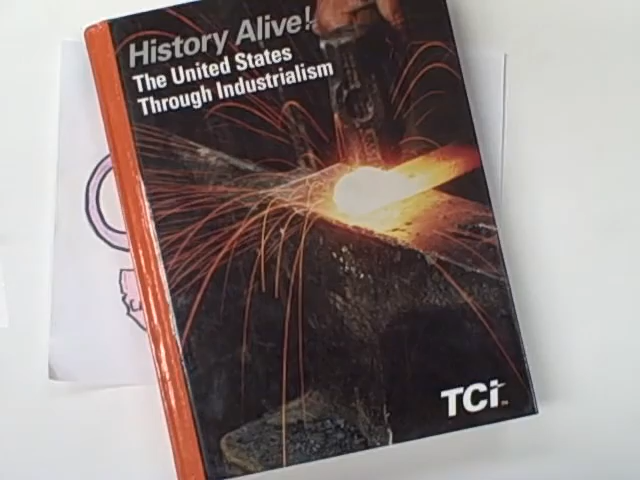 History Alive!
The United States
Through Industrialism
TCi